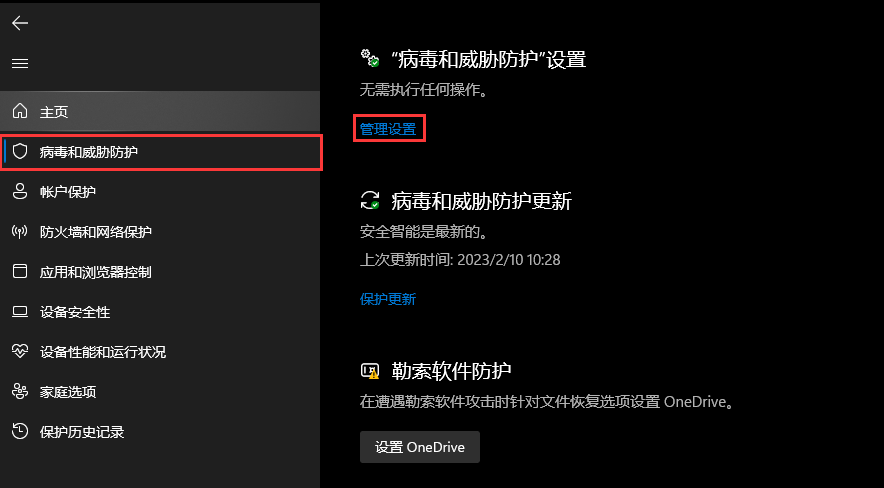 主页
病毒和威胁防护
帐户保护
防火墙和网络保护
应用和浏览器控制
设备安全性
设备性能和运行状况
家庭选项
保护历史记录
“病毒和威胁防护”设置
无需执行任何操作。
管理设置
病毒和威胁防护更新
安全智能是最新的。
上次更新时间: 2023/2/10 10:28
保护更新
勒索软件防护
在遭遇勒索软件攻击时针对文件恢复选项设置 OneDrive。
设置 OneDrive